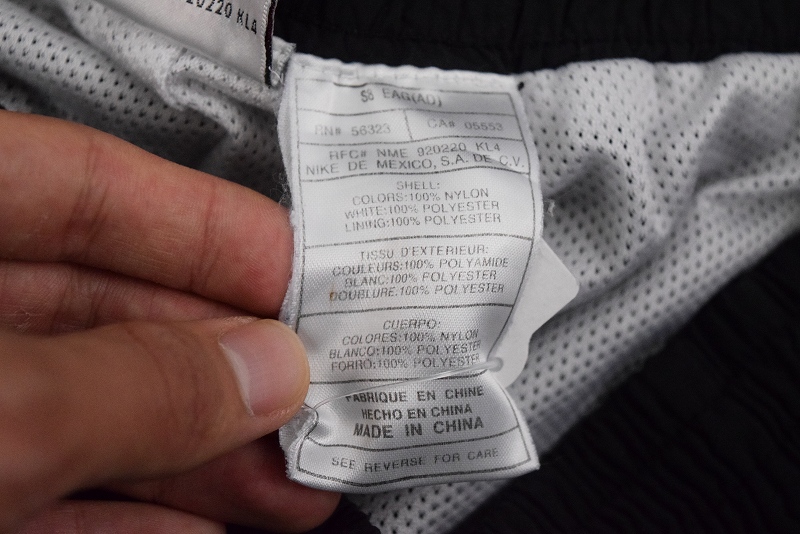 20220 KL4
S8 EAG(AD)
RN# 56323 CA# 05553
RFC# NME 920220 KL4
NIKE DE MEXICO, S.A. DE C.V.
SHELL:
COLORS:100% NYLON
WHITE:100% POLYESTER
LINING:100% POLYESTER
TISSU D'EXTERIEUR:
COULEURS:100% POLYAMIDE
BLANC:100% POLYESTER
DOUBLURE.100% POLYESTER
CUERPO:
COLORES:100% NYLON
BLANCO:100% POLYESTER
FORRO:100% POLYESTER
FABRIQUE EN CHINE
HECHO EN CHINA
MADE IN CHINA
SEE REVERSE FOR CARE